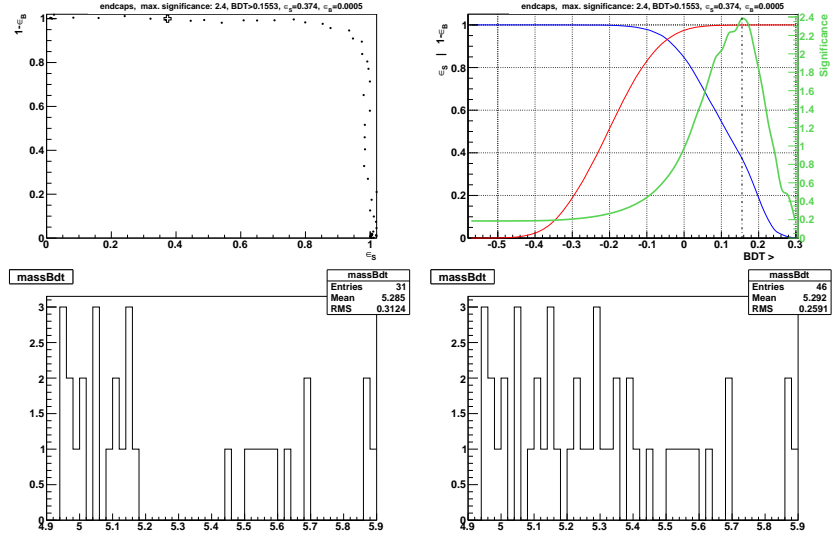 endcaps, max. significance: 2.4, BDT>0.1553, ε_S=0.374, ε_B=0.0005
1-ε_B
1
0.8
0.6
0.4
0.2
0
0 0.2 0.4 0.6 0.8 1
ε_S
endcaps, max. significance: 2.4, BDT>0.1553, ε_S=0.374, ε_B=0.0005
ε_S | 1-ε_B
1
0.8
0.6
0.4
0.2
0
-0.5 -0.4 -0.3 -0.2 -0.1 0 0.1 0.2 0.3
BDT >
2.4
2.2
2
1.8
1.6
1.4
1.2
1
0.8
0.6
0.4
0.2
0
Significance
massBdt
massBdt
Entries 31
Mean 5.285
RMS 0.3124
3
2.5
2
1.5
1
0.5
0
4.9 5 5.1 5.2 5.3 5.4 5.5 5.6 5.7 5.8 5.9
massBdt
massBdt
Entries 46
Mean 5.292
RMS 0.2591
3
2.5
2
1.5
1
0.5
0
4.9 5 5.1 5.2 5.3 5.4 5.5 5.6 5.7 5.8 5.9